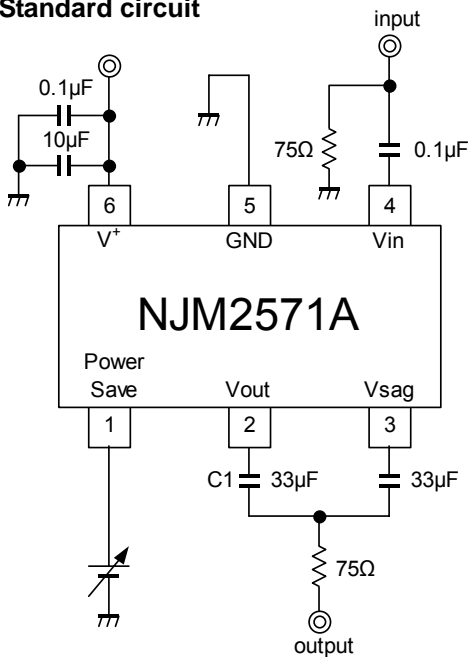 Standard circuit
input
0.1µF
10µF
75Ω
0.1µF
6
5
4
V+
GND
Vin
NJM2571A
Power
Save
Vout
Vsag
1
2
3
C1
33µF
33µF
75Ω
output